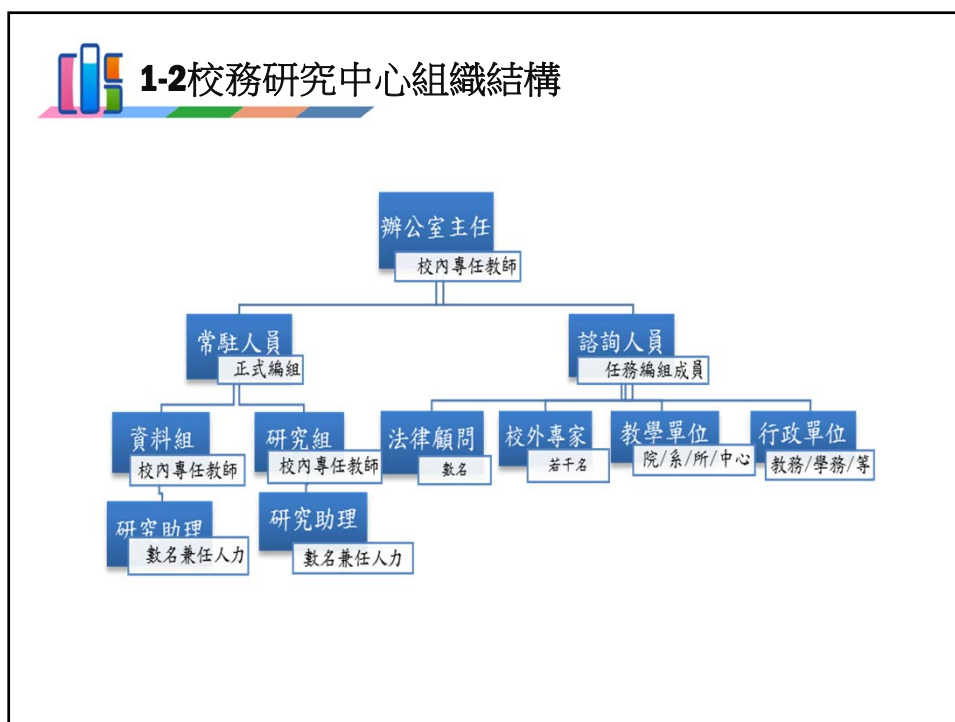 1-2校務研究中心組織結構
辦公室主任
校內專任教師
常駐人員
正式編組
諮詢人員
任務編組成員
資料組
校內專任教師
研究組
校內專任教師
法律顧問
數名
校外專家
若干名
教學單位
院/系/所/中心
行政單位
教務/學務/等
研究助理
數名兼任人力
研究助理
數名兼任人力